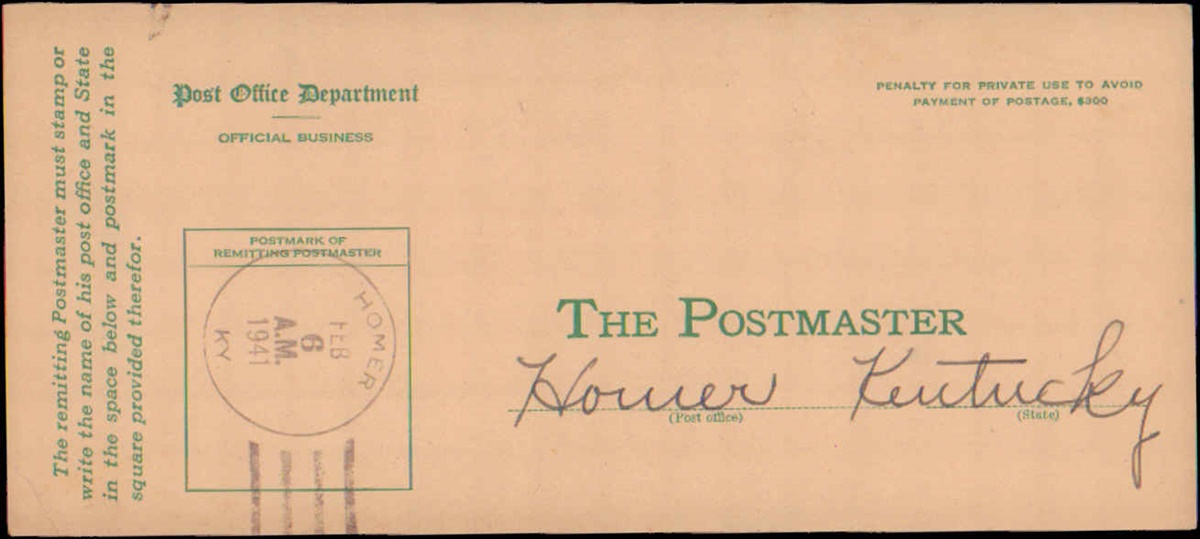 The remitting Postmaster must stamp or
write the name of his post office and State
in the space below and postmark in the
square provided therefor.
Post Office Department
OFFICIAL BUSINESS
PENALTY FOR PRIVATE USE TO AVOID
PAYMENT OF POSTAGE, $300
POSTMARK OF
REMITTING POSTMASTER
HOMER
FEB
6
A.M.
1941
KY.
THE POSTMASTER
Homer Kentucky
(Post office) (State)